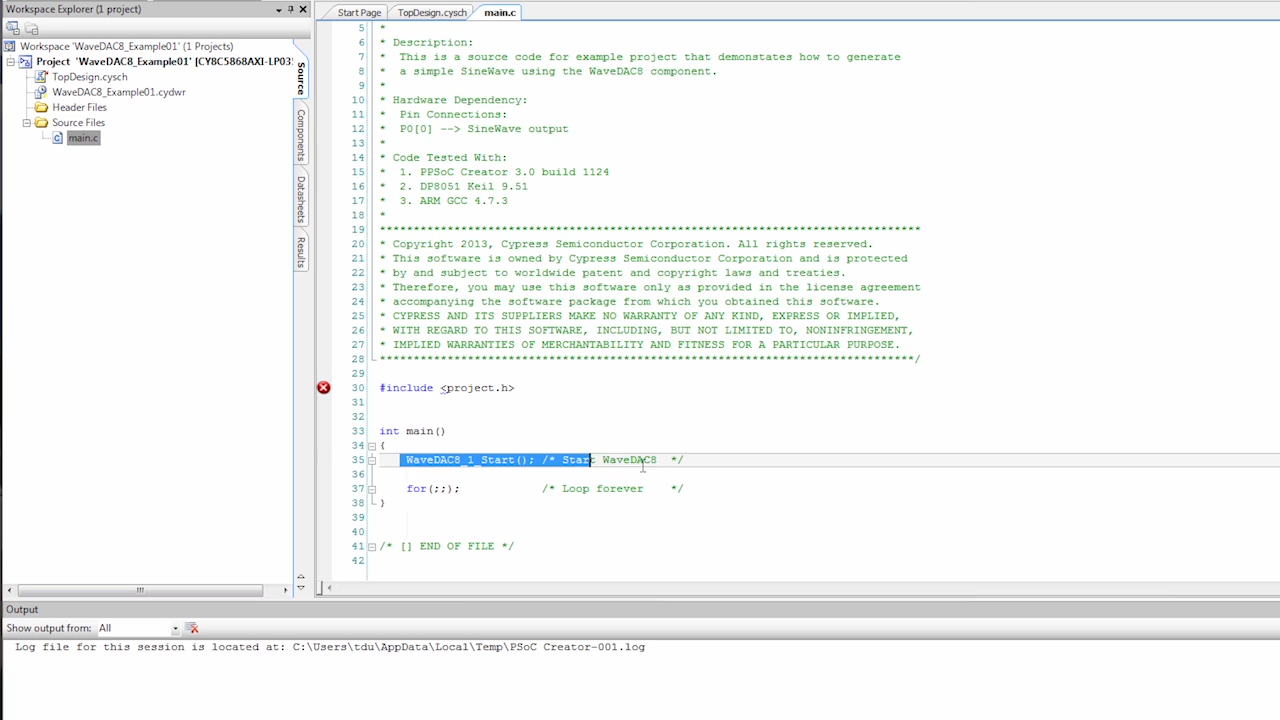 Workspace Explorer (1 project)
Workspace 'WaveDAC8_Example01' (1 Projects)
Project 'WaveDAC8_Example01' [CY8C5868AXI-LP03
TopDesign.cysch
WaveDAC8_Example01.cydwr
Header Files
Source Files
main.c
Source
Components
Datasheets
Results
Start Page TopDesign.cysch main.c
5 *
6 * Description:
7 * This is a source code for example project that demonstates how to generate
8 * a simple SineWave using the WaveDAC8 component.
9 *
10 * Hardware Dependency:
11 * Pin Connections:
12 * P0[0] --> SineWave output
13 *
14 * Code Tested With:
15 * 1. PPSoC Creator 3.0 build 1124
16 * 2. DP8051 Keil 9.51
17 * 3. ARM GCC 4.7.3
18 *
19 ********************************************************************************
20 * Copyright 2013, Cypress Semiconductor Corporation. All rights reserved.
21 * This software is owned by Cypress Semiconductor Corporation and is protected
22 * by and subject to worldwide patent and copyright laws and treaties.
23 * Therefore, you may use this software only as provided in the license agreement
24 * accompanying the software package from which you obtained this software.
25 * CYPRESS AND ITS SUPPLIERS MAKE NO WARRANTY OF ANY KIND, EXPRESS OR IMPLIED,
26 * WITH REGARD TO THIS SOFTWARE, INCLUDING, BUT NOT LIMITED TO, NONINFRINGEMENT,
27 * IMPLIED WARRANTIES OF MERCHANTABILITY AND FITNESS FOR A PARTICULAR PURPOSE.
28 *******************************************************************************/
29
30 #include <project.h>
31
32
33 int main()
34 {
35 WaveDAC8_1_Start(); /* Start WaveDAC8 */
36
37 for(;;); /* Loop forever */
38 }
39
40
41 /* [] END OF FILE */
42
Output
Show output from: All
Log file for this session is located at: C:\Users\tdu\AppData\Local\Temp\PSoC Creator-001.log